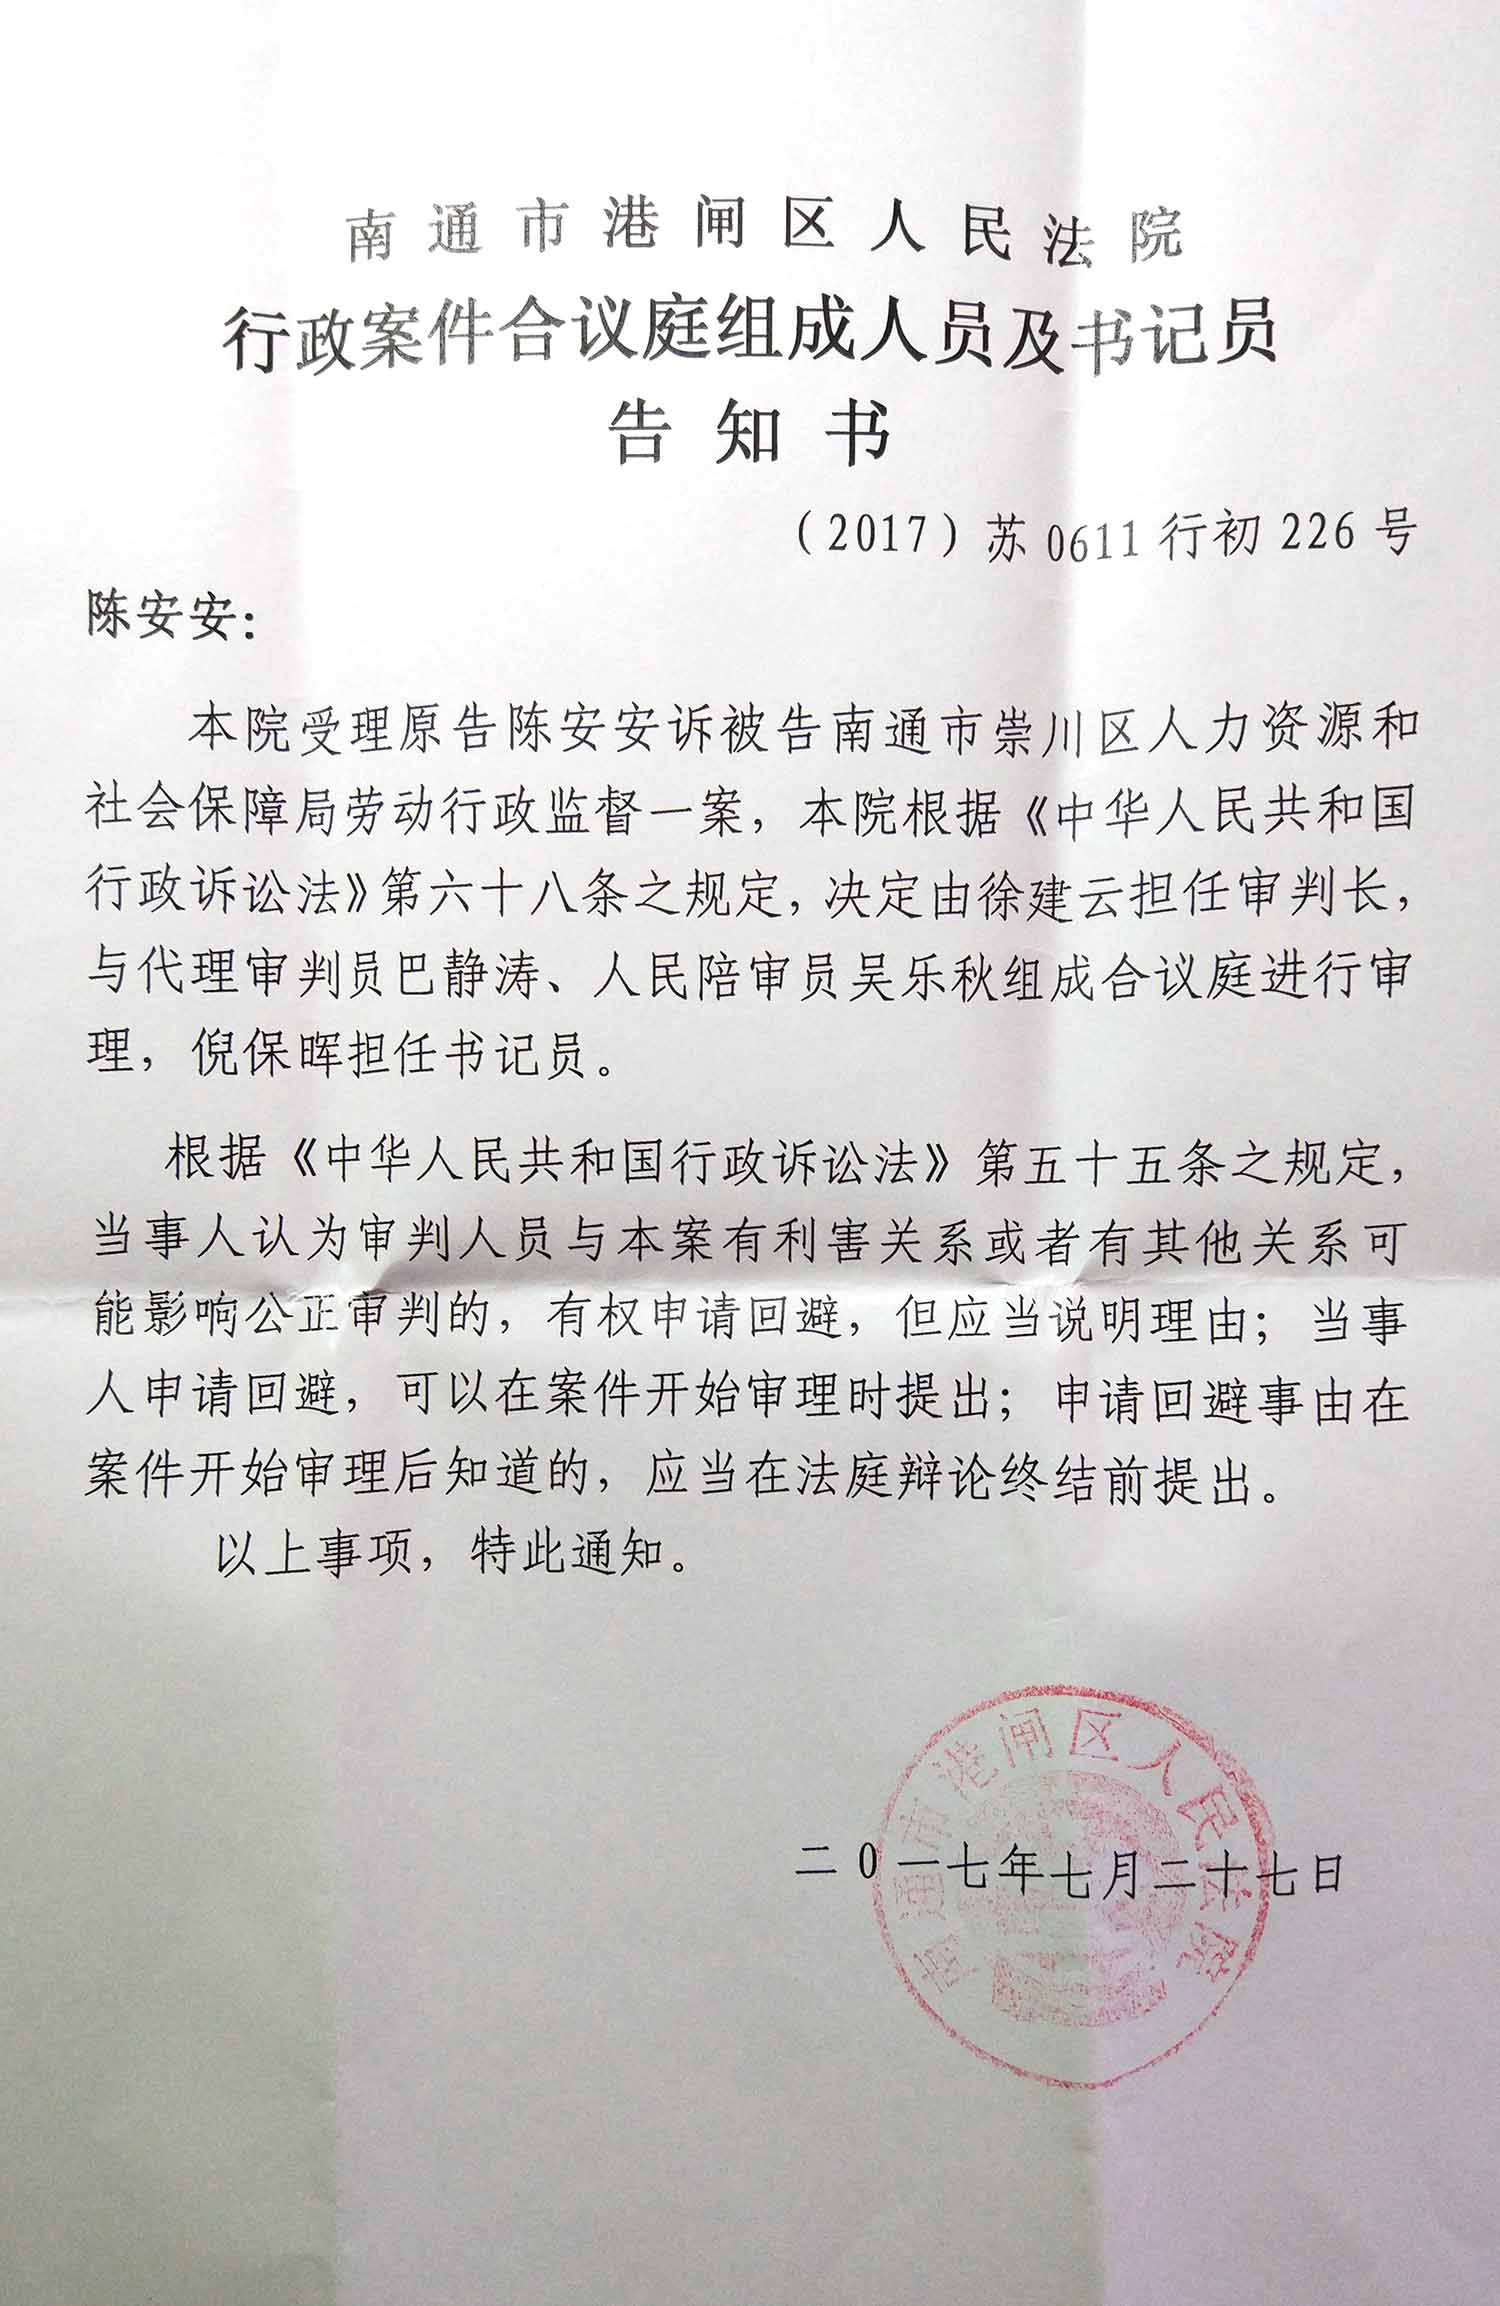 南通市港闸区人民法院
行政案件合议庭组成人员及书记员
告知书
（2017）苏0611行初226号
陈安安：
本院受理原告陈安安诉被告南通市崇川区人力资源和
社会保障局劳动行政监督一案，本院根据《中华人民共和国
行政诉讼法》第六十八条之规定，决定由徐建云担任审判长，
与代理审判员巴静涛、人民陪审员吴乐秋组成合议庭进行审
理，倪保晖担任书记员。
根据《中华人民共和国行政诉讼法》第五十五条之规定，
当事人认为审判人员与本案有利害关系或者有其他关系可
能影响公正审判的，有权申请回避，但应当说明理由；当事
人申请回避，可以在案件开始审理时提出；申请回避事由在
案件开始审理后知道的，应当在法庭辩论终结前提出。
以上事项，特此通知。
南通市港闸区人民法院
二0一七年七月二十七日